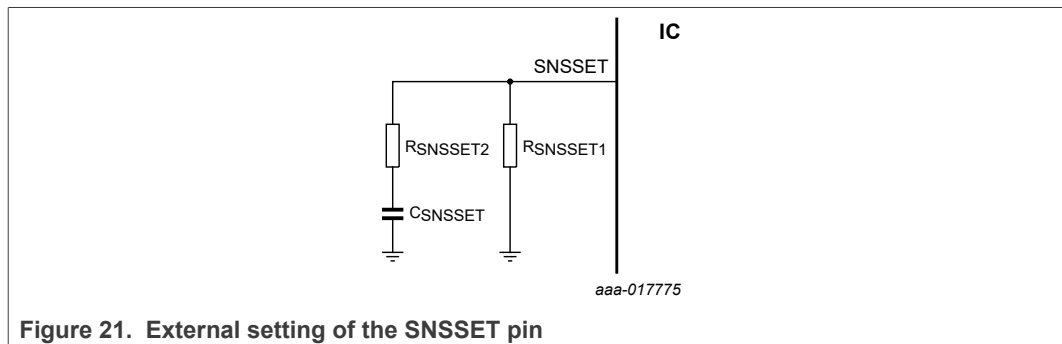 IC
SNSSET
RSNSSET2
RSNSSET1
CSNSSET
aaa-017775
Figure 21. External setting of the SNSSET pin